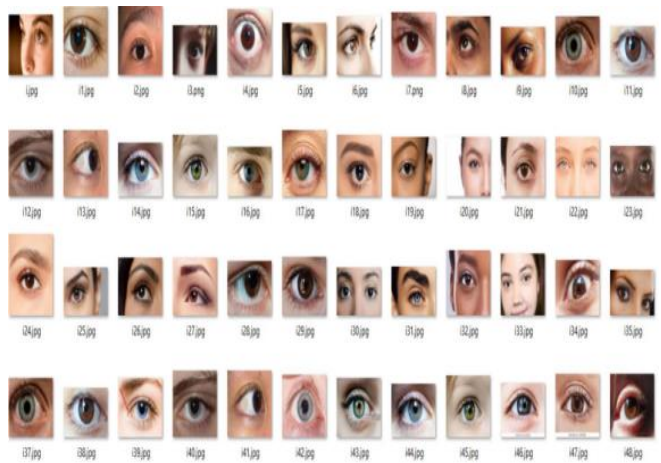 i.jpg i1.jpg i2.jpg i3.png i4.jpg i5.jpg i6.jpg i7.png i8.jpg i9.jpg i10.jpg i11.jpg
i12.jpg i13.jpg i14.jpg i15.jpg i16.jpg i17.jpg i18.jpg i19.jpg i20.jpg i21.jpg i22.jpg i23.jpg
i24.jpg i25.jpg i26.jpg i27.jpg i28.jpg i29.jpg i30.jpg i31.jpg i32.jpg i33.jpg i34.jpg i35.jpg
i37.jpg i38.jpg i39.jpg i40.jpg i41.jpg i42.jpg i43.jpg i44.jpg i45.jpg i46.jpg i47.jpg i48.jpg